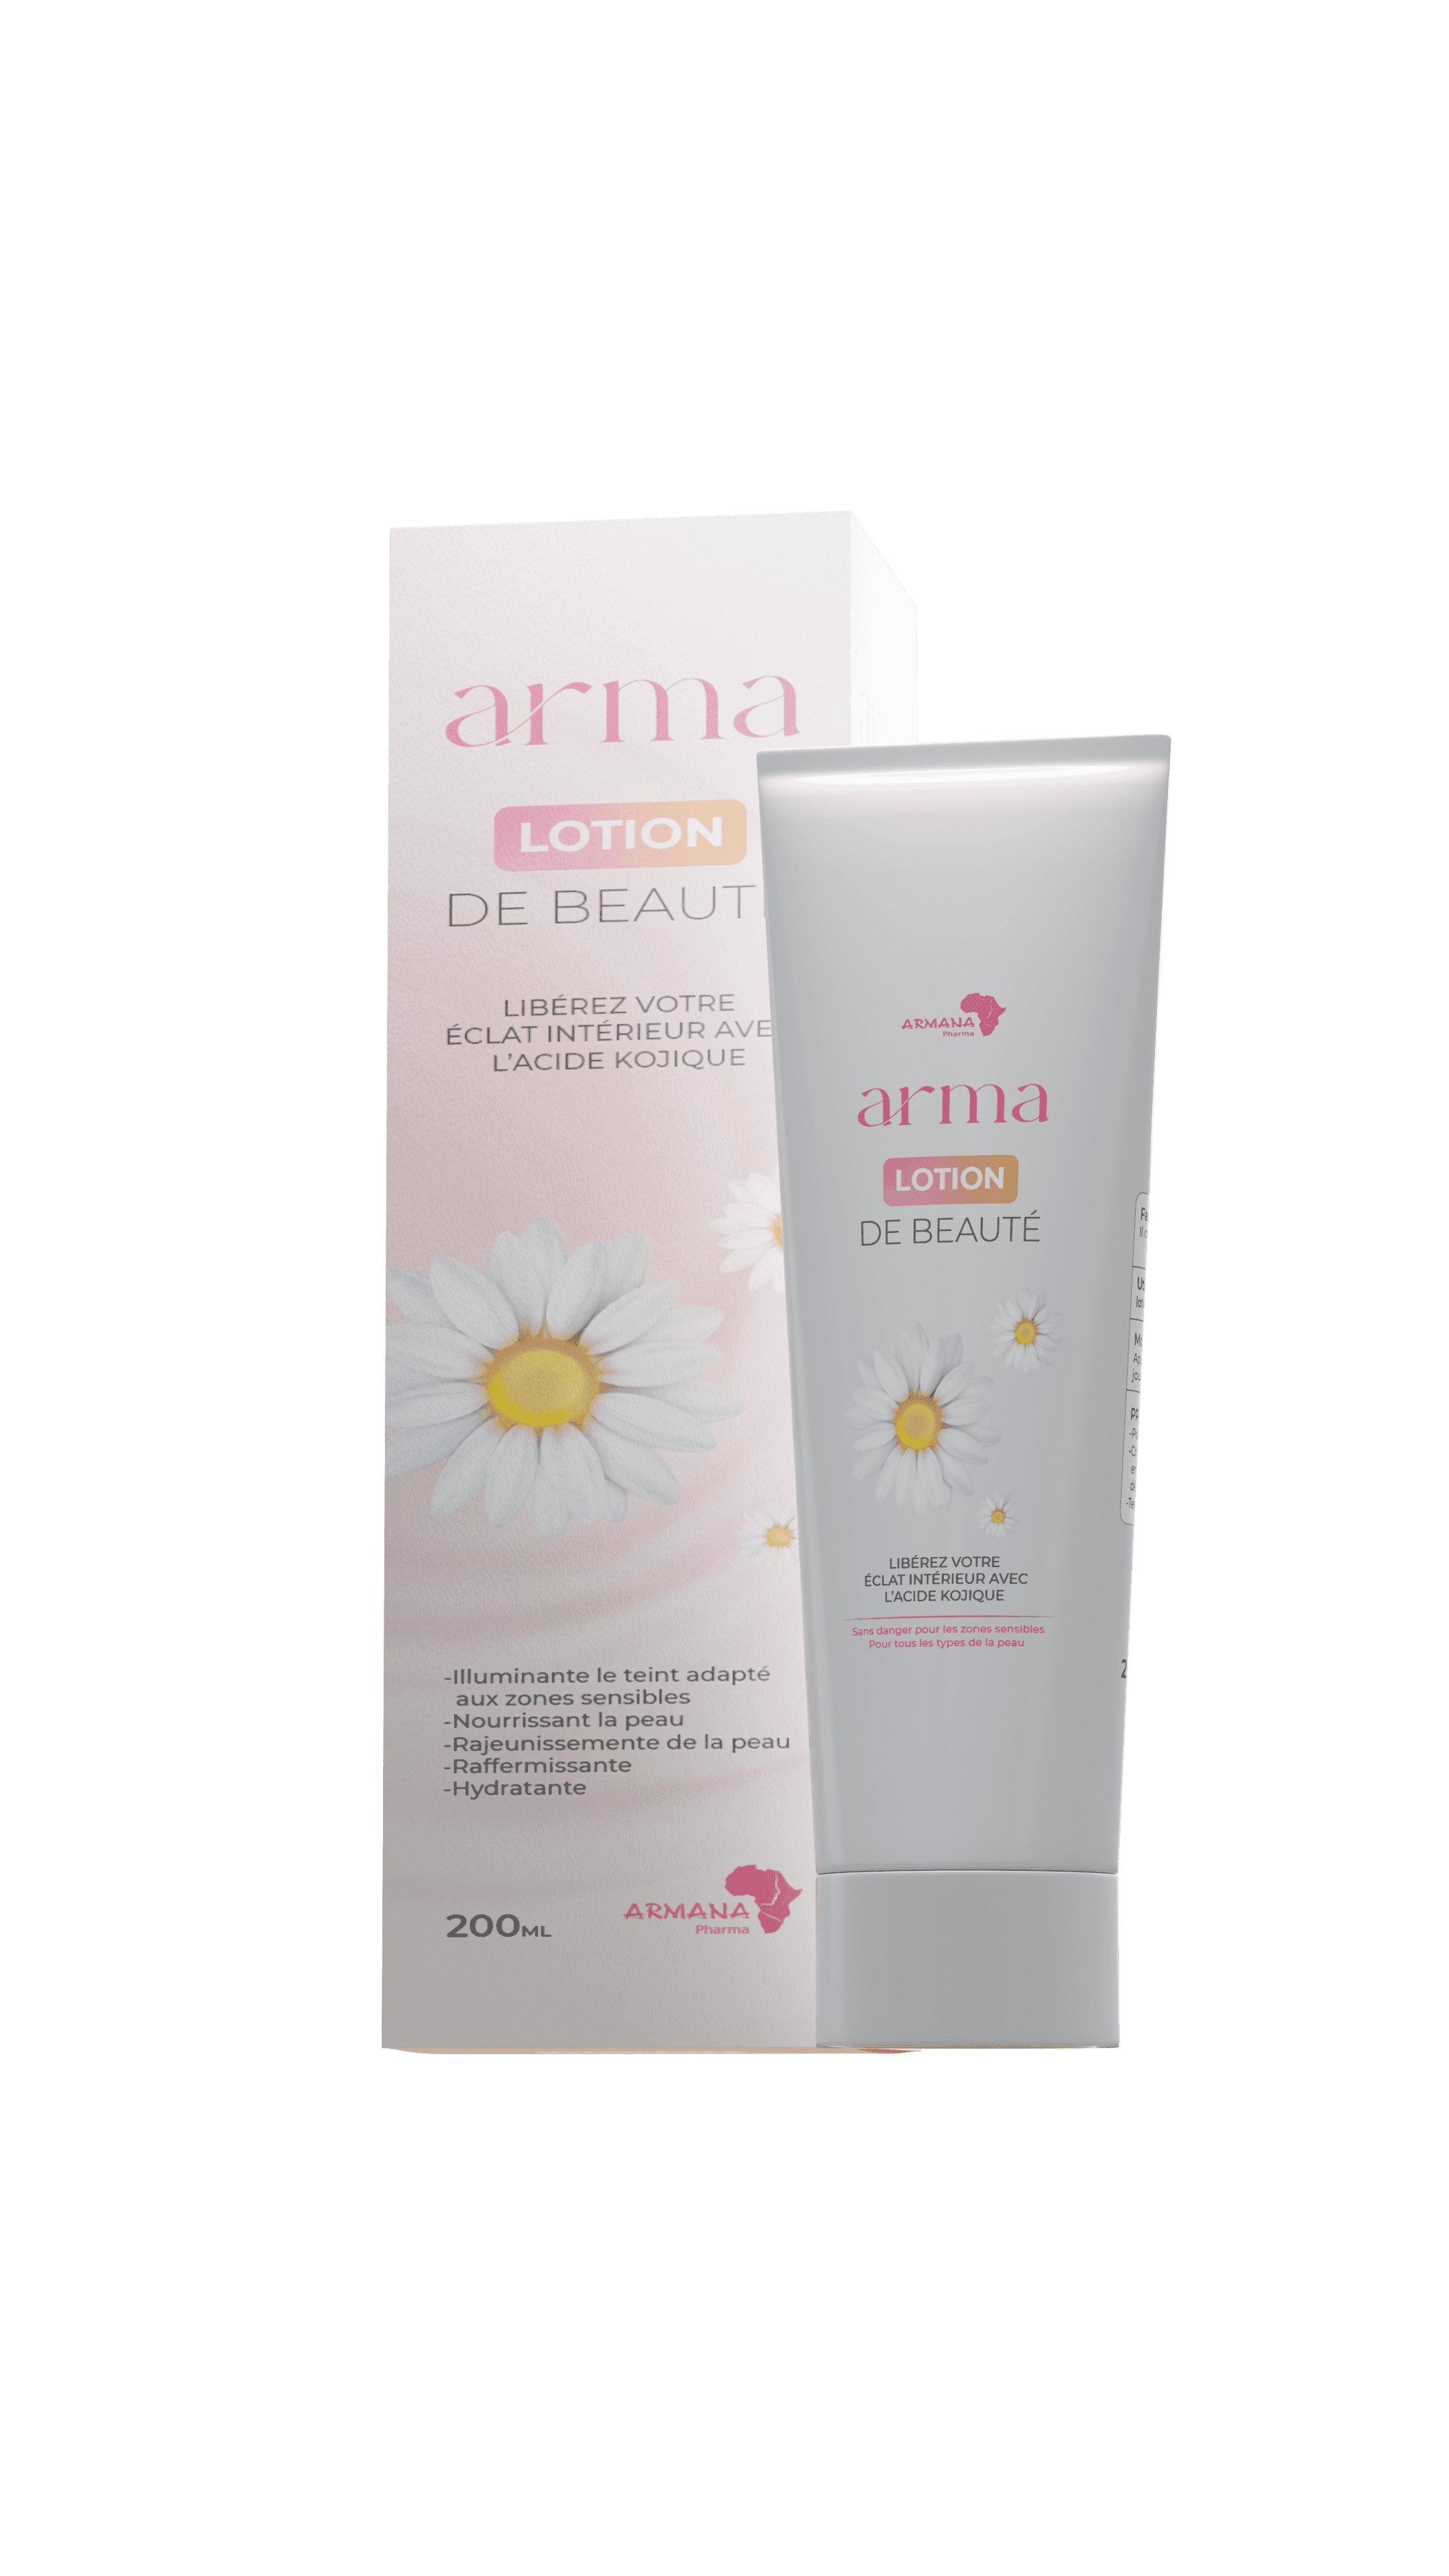 arma
LOTION
DE BEAUT
LIBÉREZ VOTRE
ÉCLAT INTÉRIEUR AVE
L'ACIDE KOJIQUE
-Illuminante le teint adapté
aux zones sensibles
-Nourrissant la peau
-Rajeunissemente de la peau
-Raffermissante
-Hydratante
200ML
ARMANA
Pharma
ARMANA
Pharma
arma
LOTION
DE BEAUTÉ
LIBÉREZ VOTRE
ÉCLAT INTÉRIEUR AVEC
L'ACIDE KOJIQUE
Sans danger pour les zones sensibles
Pour tous les types de la peau